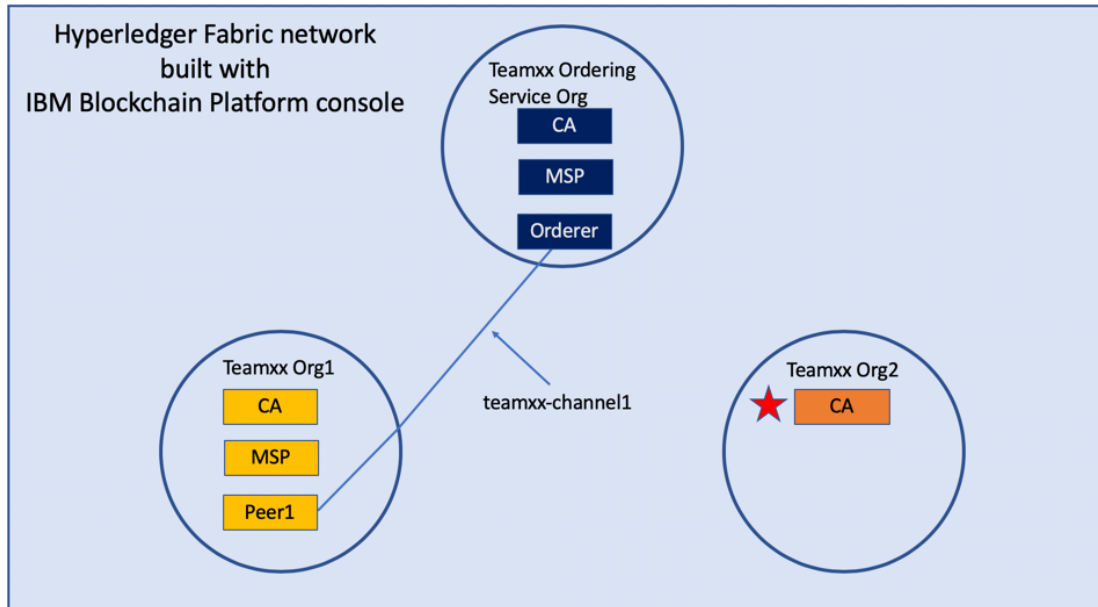 Hyperledger Fabric network
built with
IBM Blockchain Platform console
Teamxx Ordering
Service Org
CA
MSP
Orderer
Teamxx Org1
CA
MSP
Peer1
teamxx-channel1
Teamxx Org2
CA